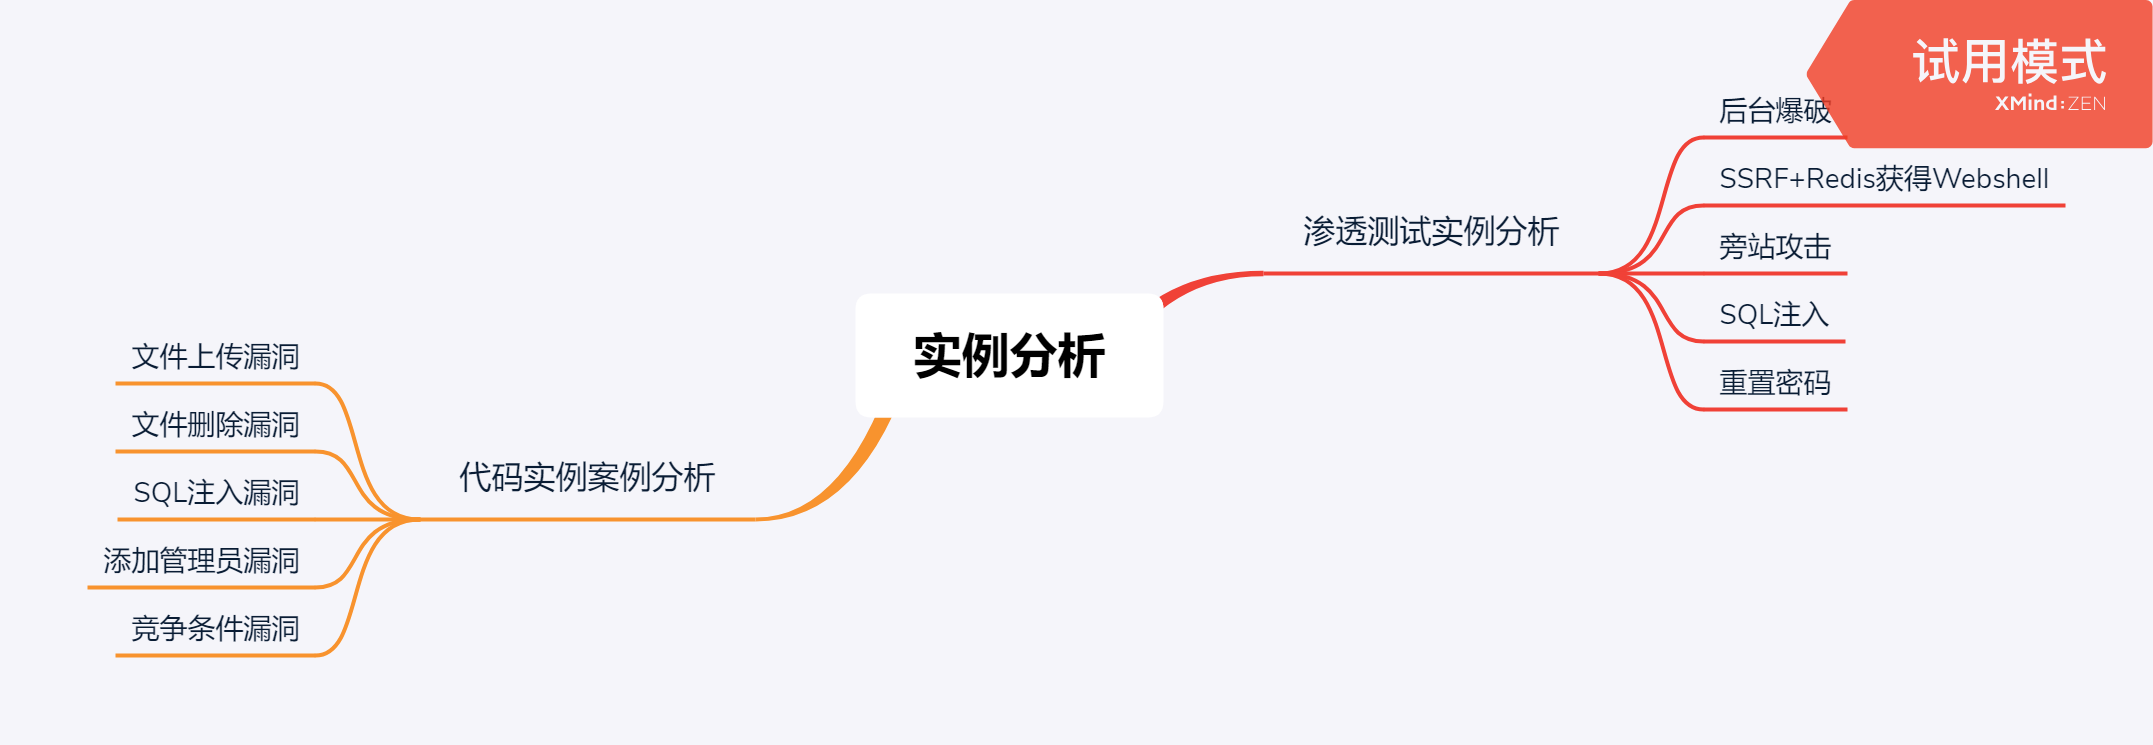 试用模式
XMind:ZEN
实例分析
渗透测试实例分析
后台爆破
SSRF+Redis获得Webshell
旁站攻击
SQL注入
重置密码
代码实例案例分析
文件上传漏洞
文件删除漏洞
SQL注入漏洞
添加管理员漏洞
竞争条件漏洞